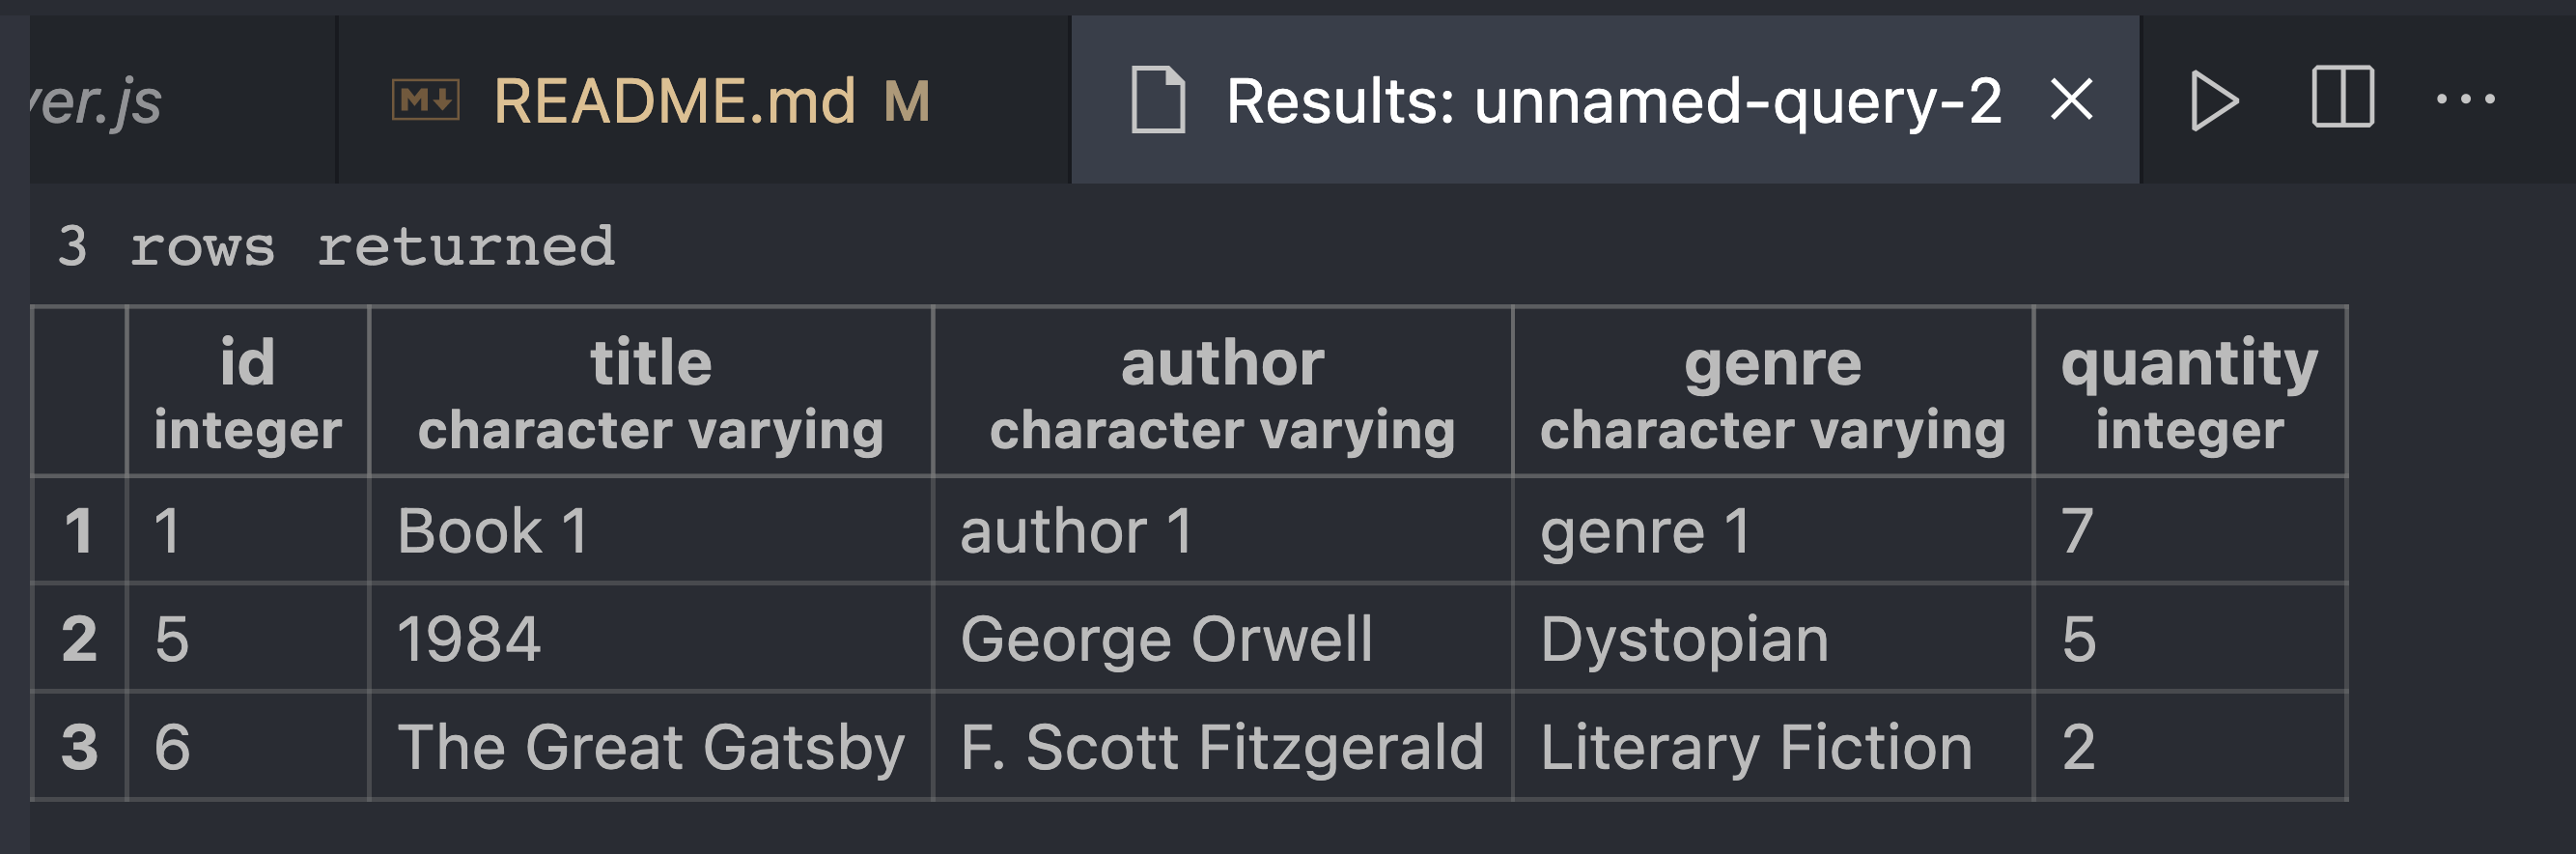 er.js
README.md M
Results: unnamed-query-2
3 rows returned
id title author genre quantity
integer character varying character varying character varying integer
1 1 Book 1 author 1 genre 1 7
2 5 1984 George Orwell Dystopian 5
3 6 The Great Gatsby F. Scott Fitzgerald Literary Fiction 2